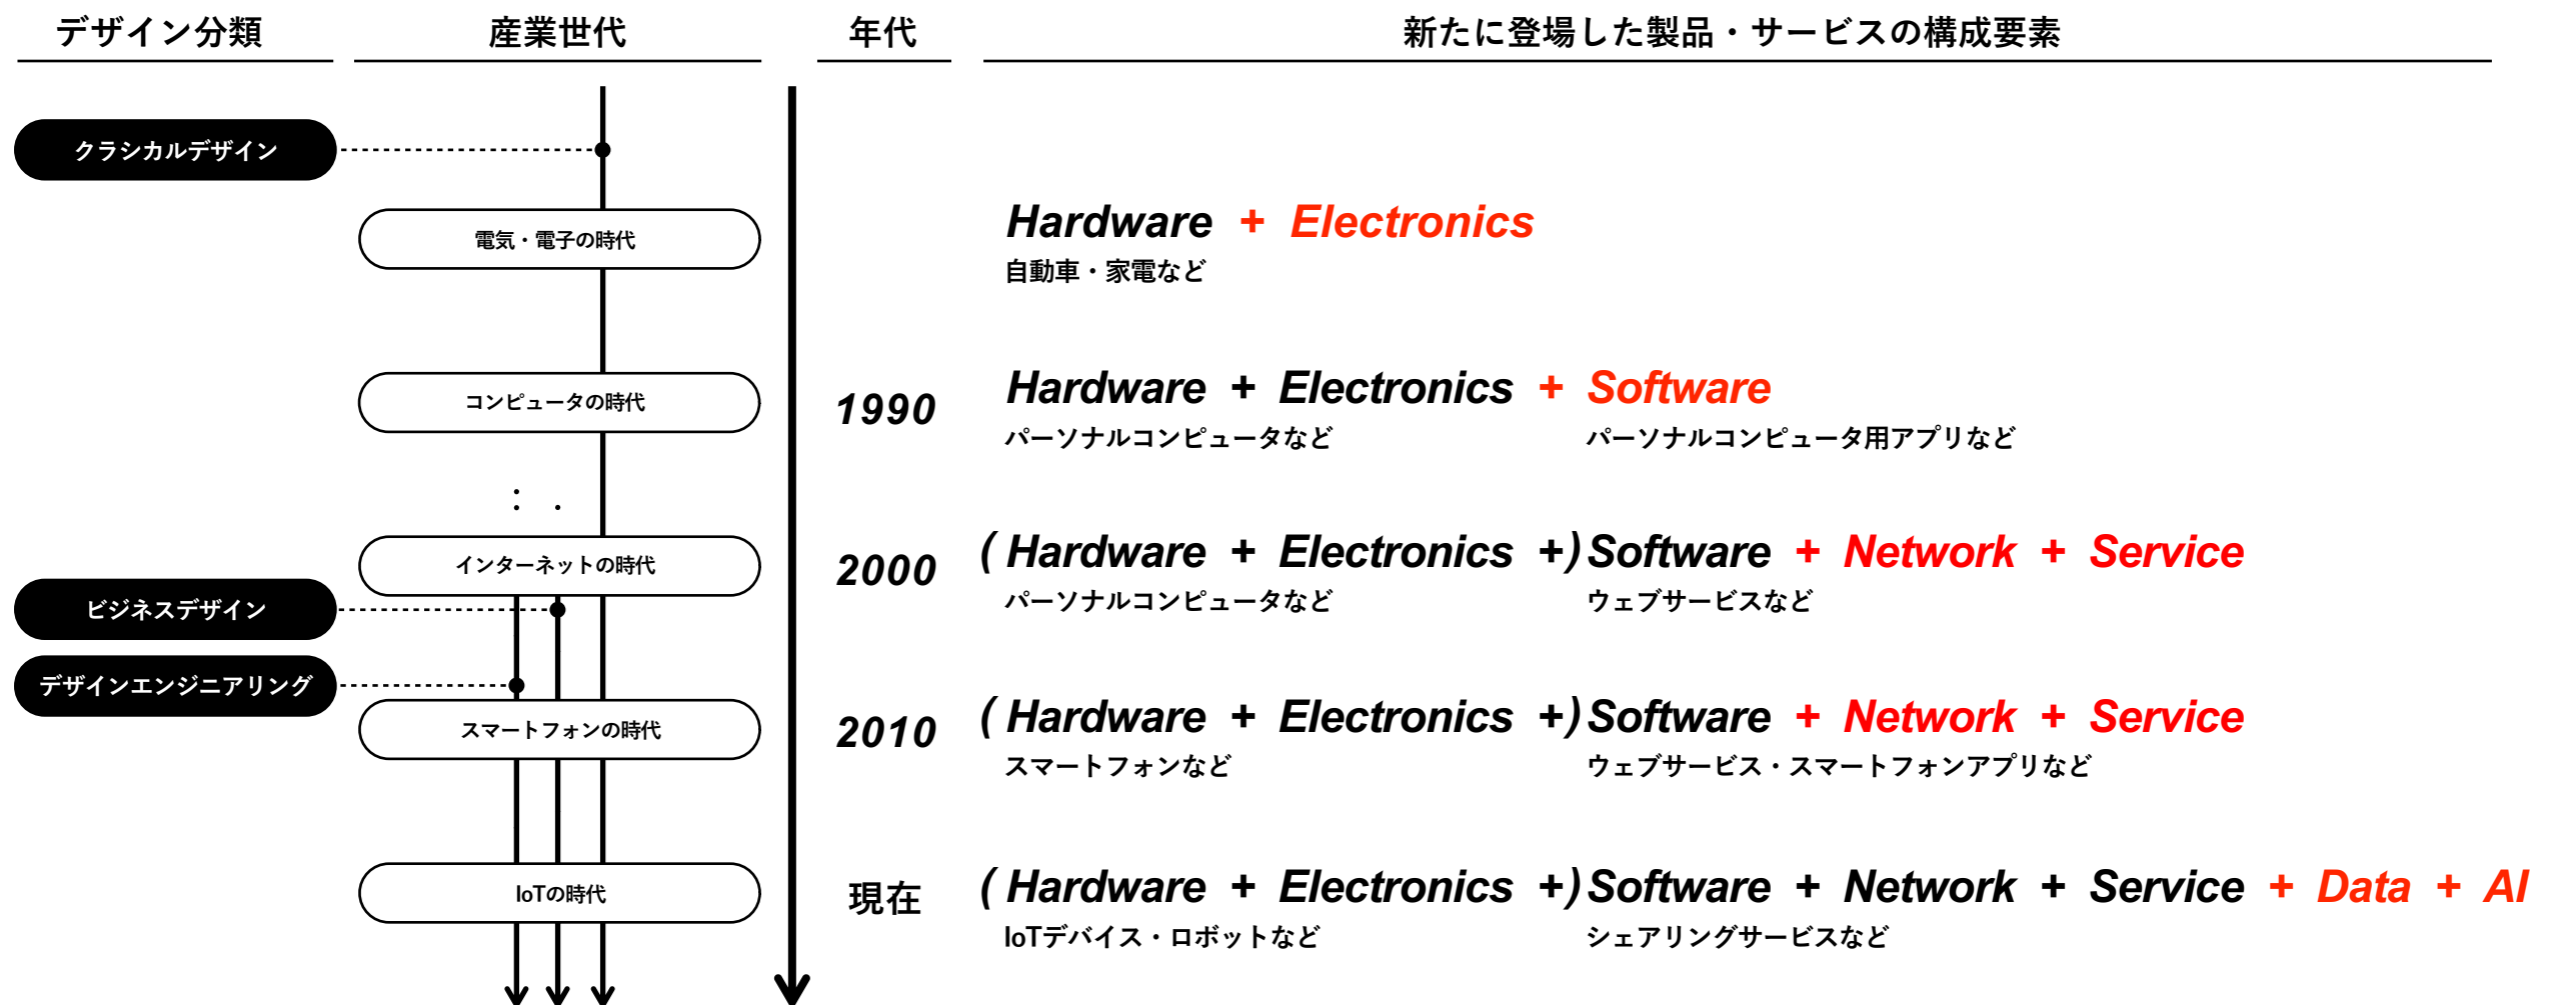 デザイン分類 産業世代 年代 新たに登場した製品・サービスの構成要素
クラシカルデザイン
電気・電子の時代
Hardware + Electronics
自動車・家電など
コンピュータの時代
1990
Hardware + Electronics + Software
パーソナルコンピュータなど パーソナルコンピュータ用アプリなど
インターネットの時代
2000
( Hardware + Electronics +) Software + Network + Service
パーソナルコンピュータなど ウェブサービスなど
ビジネスデザイン
デザインエンジニアリング
スマートフォンの時代
2010
( Hardware + Electronics +) Software + Network + Service
スマートフォンなど ウェブサービス・スマートフォンアプリなど
IoTの時代
現在
( Hardware + Electronics +) Software + Network + Service + Data + AI
IoTデバイス・ロボットなど シェアリングサービスなど